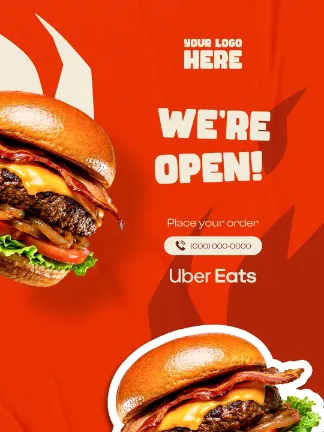 YOUR LOGO
HERE
WE'RE
OPEN!
Place your order
(000) 000-0000
Uber Eats